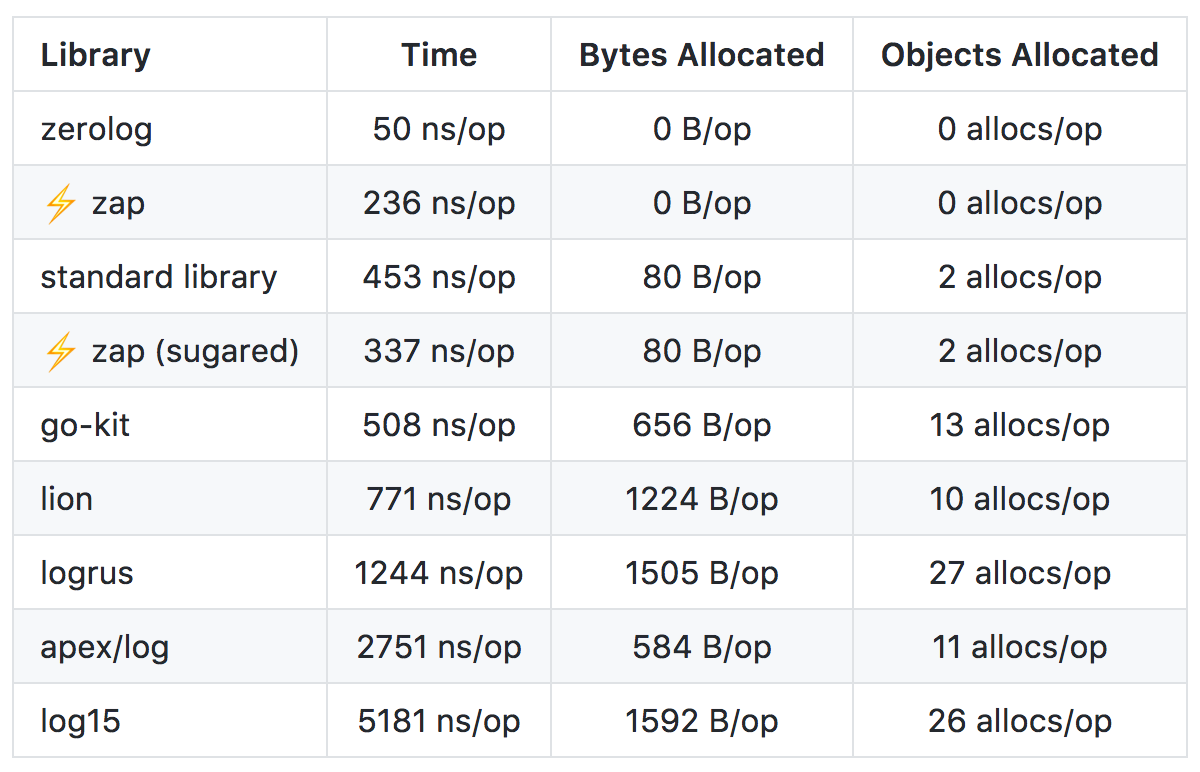 Library Time Bytes Allocated Objects Allocated
zerolog 50 ns/op 0 B/op 0 allocs/op
⚡ zap 236 ns/op 0 B/op 0 allocs/op
standard library 453 ns/op 80 B/op 2 allocs/op
⚡ zap (sugared) 337 ns/op 80 B/op 2 allocs/op
go-kit 508 ns/op 656 B/op 13 allocs/op
lion 771 ns/op 1224 B/op 10 allocs/op
logrus 1244 ns/op 1505 B/op 27 allocs/op
apex/log 2751 ns/op 584 B/op 11 allocs/op
log15 5181 ns/op 1592 B/op 26 allocs/op